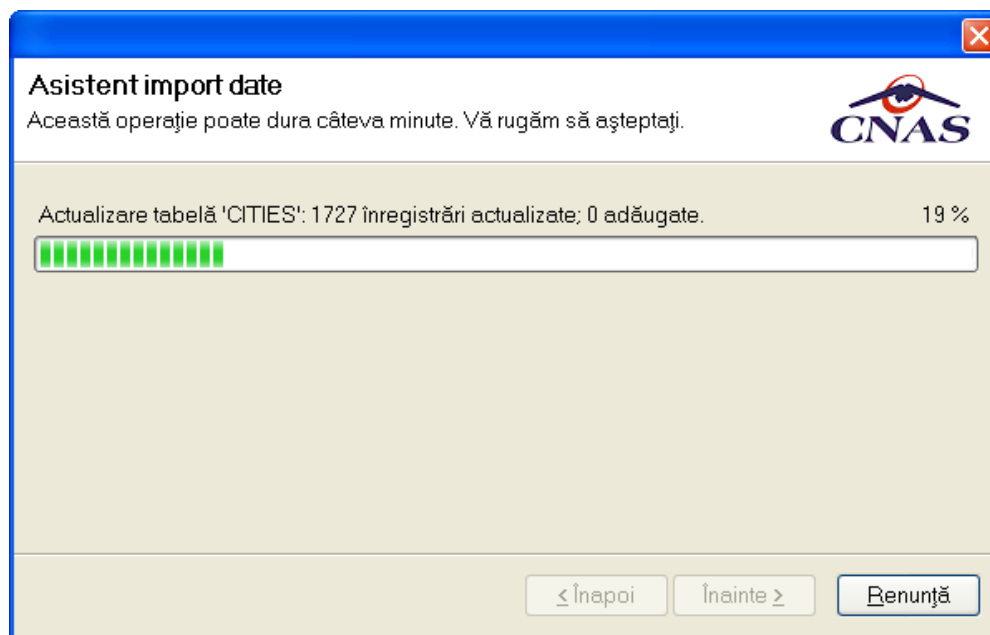 Asistent import date
Această operaţie poate dura câteva minute. Vă rugăm să aşteptaţi.
CNAS
Actualizare tabelă 'CITIES': 1727 înregistrări actualizate; 0 adăugate. 19 %
< Înapoi Înainte > Renunţă